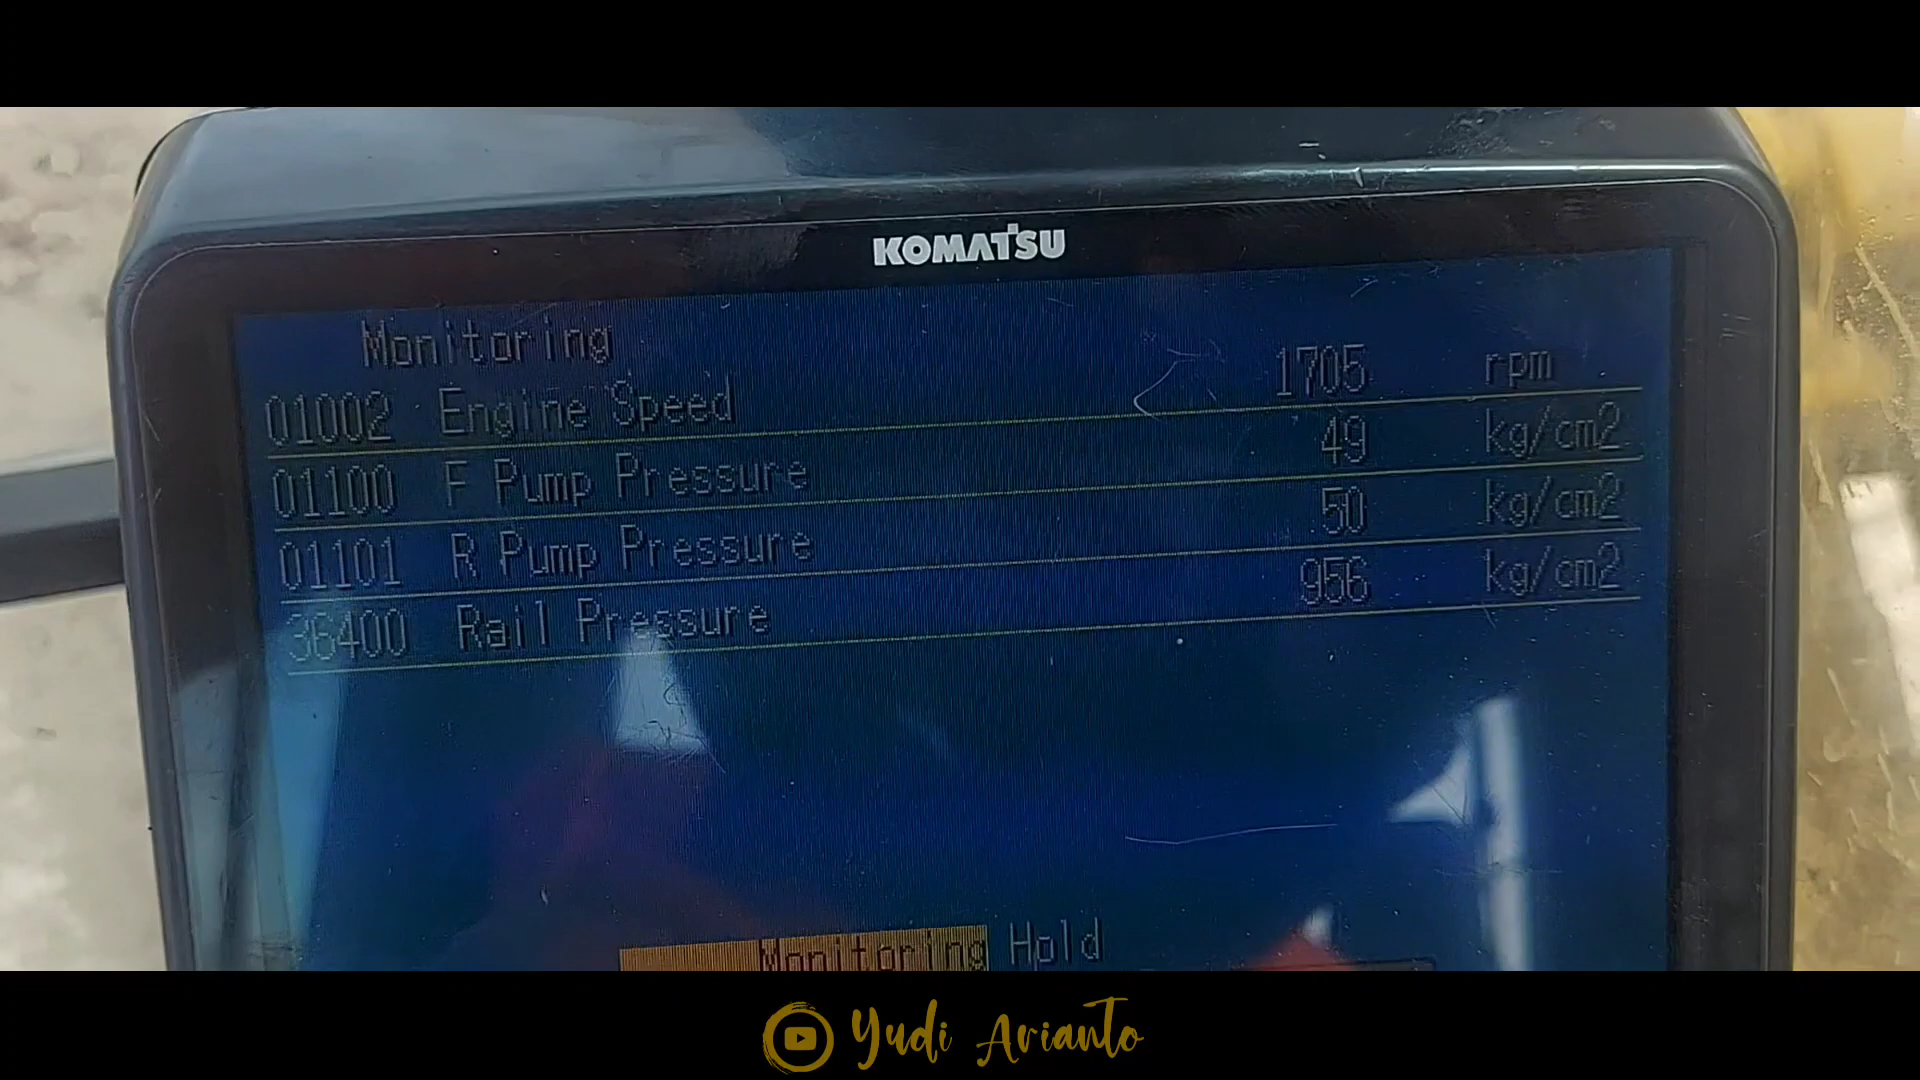 KOMATSU
Monitoring
01002 Engine Speed 1705 rpm
01100 F Pump Pressure 49 kg/cm2
01101 R Pump Pressure 50 kg/cm2
36400 Rail Pressure 956 kg/cm2
Monitoring Hold
Yudi Arianto